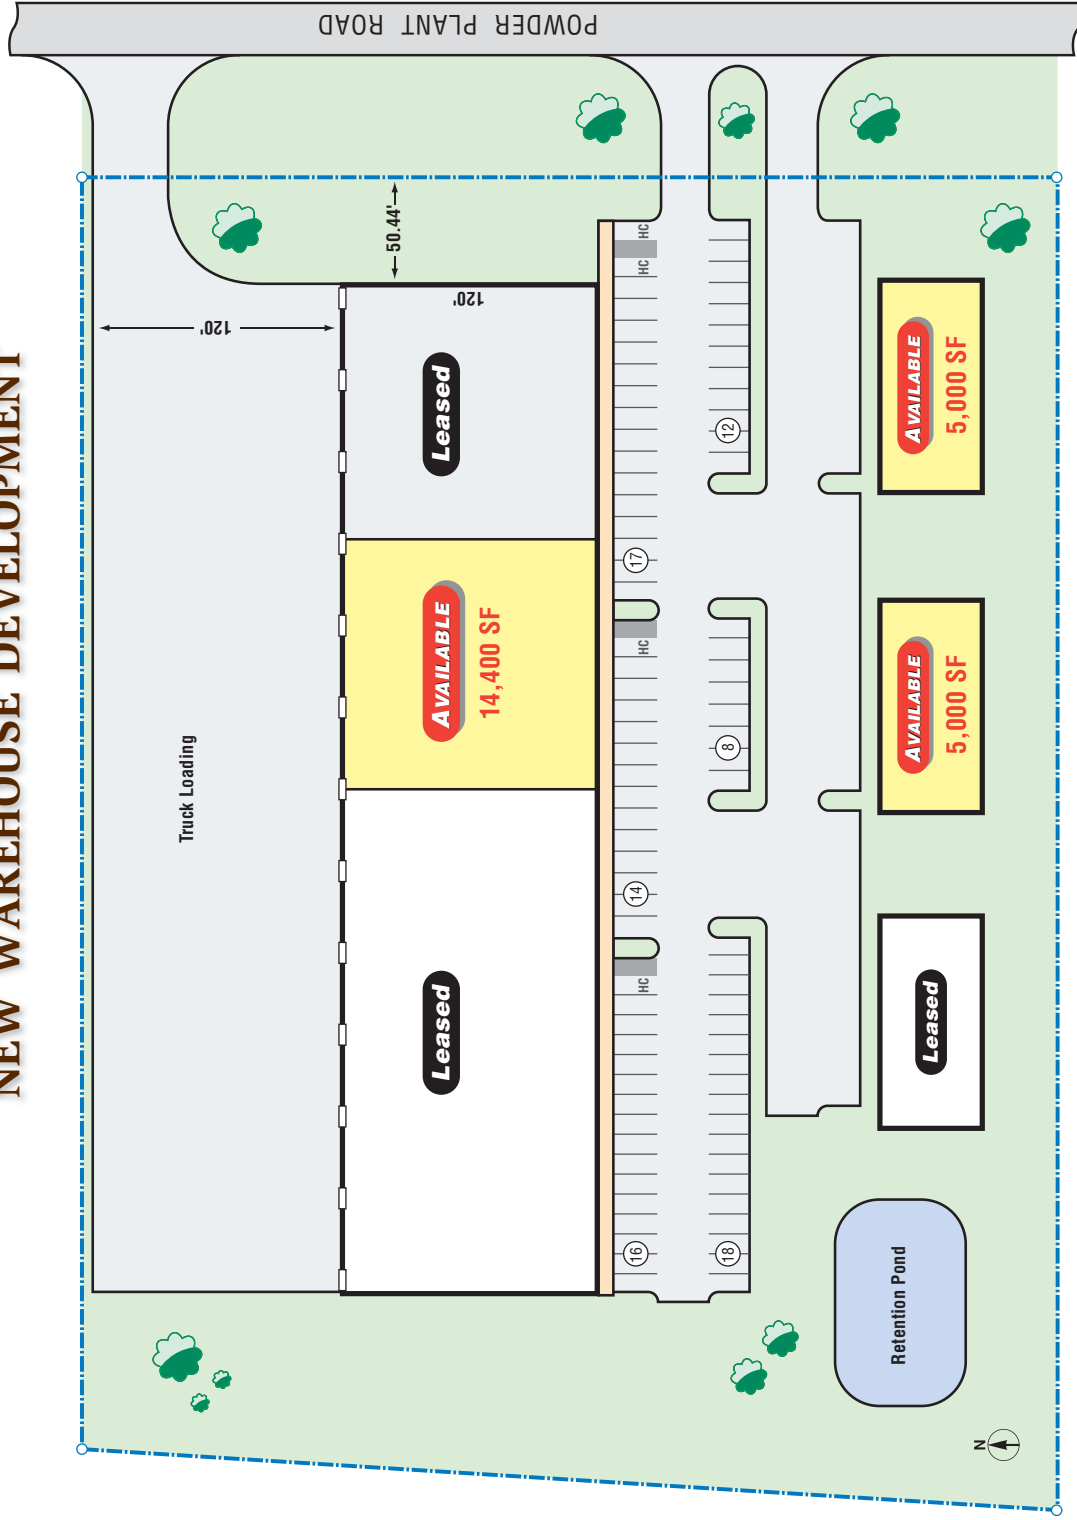 NEW WAREHOUSE DEVELOPMENT
POWDER PLANT ROAD
50.44'
120'
120'
Truck Loading
Leased
AVAILABLE
14,400 SF
Leased
HC
HC
17
HC
14
HC
16
12
8
18
AVAILABLE
5,000 SF
AVAILABLE
5,000 SF
Leased
Retention Pond
N